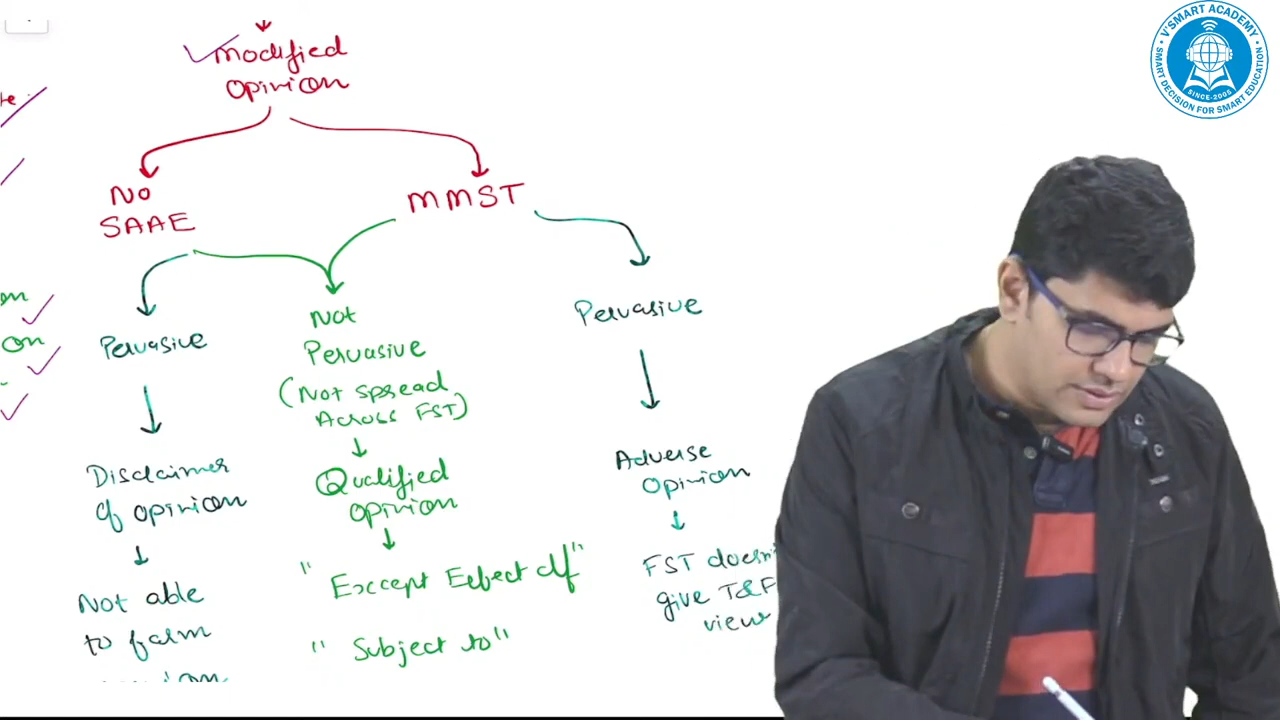 Modified
Opinion
No
SAAE
MMST
Pervasive
Not
Pervasive
(Not spread
Across FST)
Pervasive
Disclaimer
of opinion
Qualified
opinion
Adverse
Opinion
Not able
to form
"Except Effect of"
"Subject to"
FST doesn
give T&F
view
on
V'SMART ACADEMY
SMART DECISION FOR SMART EDUCATION
SINCE-2005